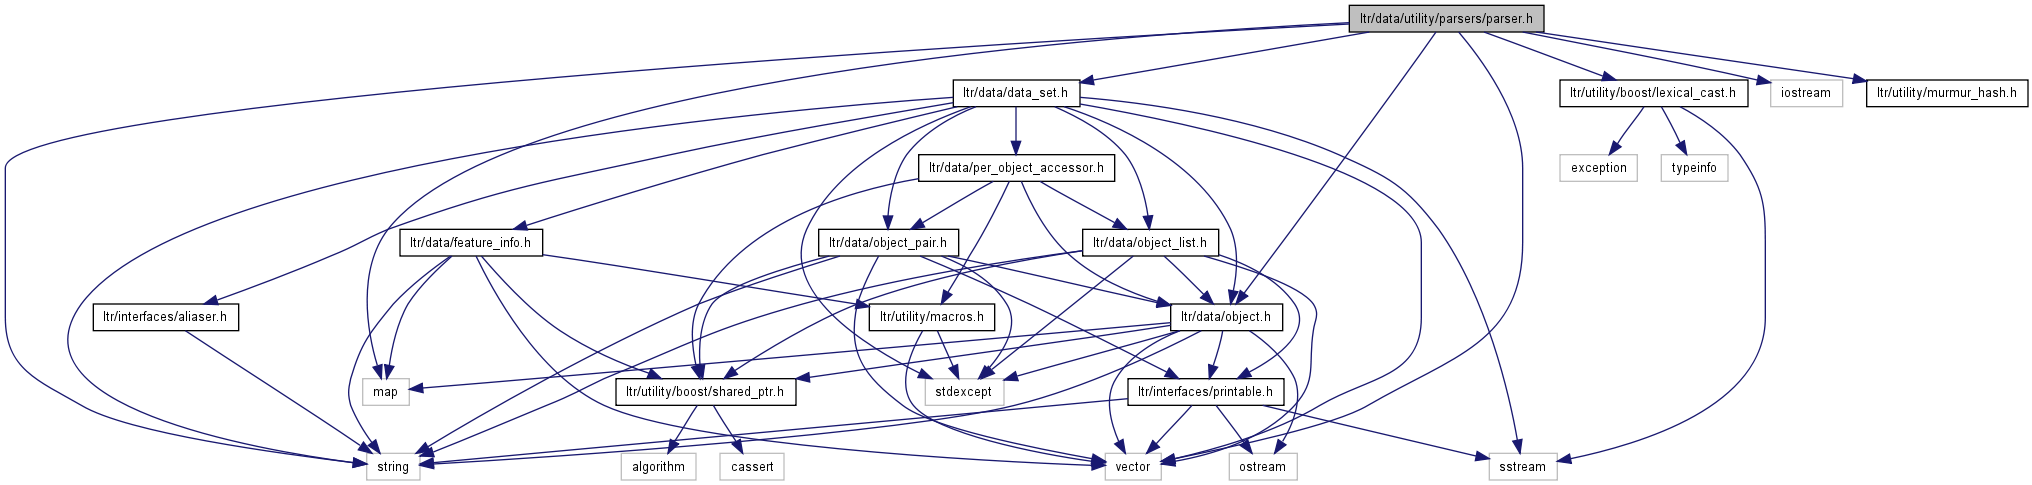 ltr/data/utility/parsers/parser.h
ltr/data/data_set.h
ltr/utility/boost/lexical_cast.h
iostream
ltr/utility/murmur_hash.h
ltr/data/per_object_accessor.h
exception
typeinfo
ltr/data/feature_info.h
ltr/data/object_pair.h
ltr/data/object_list.h
ltr/interfaces/aliaser.h
ltr/utility/macros.h
ltr/data/object.h
map
ltr/utility/boost/shared_ptr.h
stdexcept
ltr/interfaces/printable.h
string
algorithm
cassert
vector
ostream
sstream